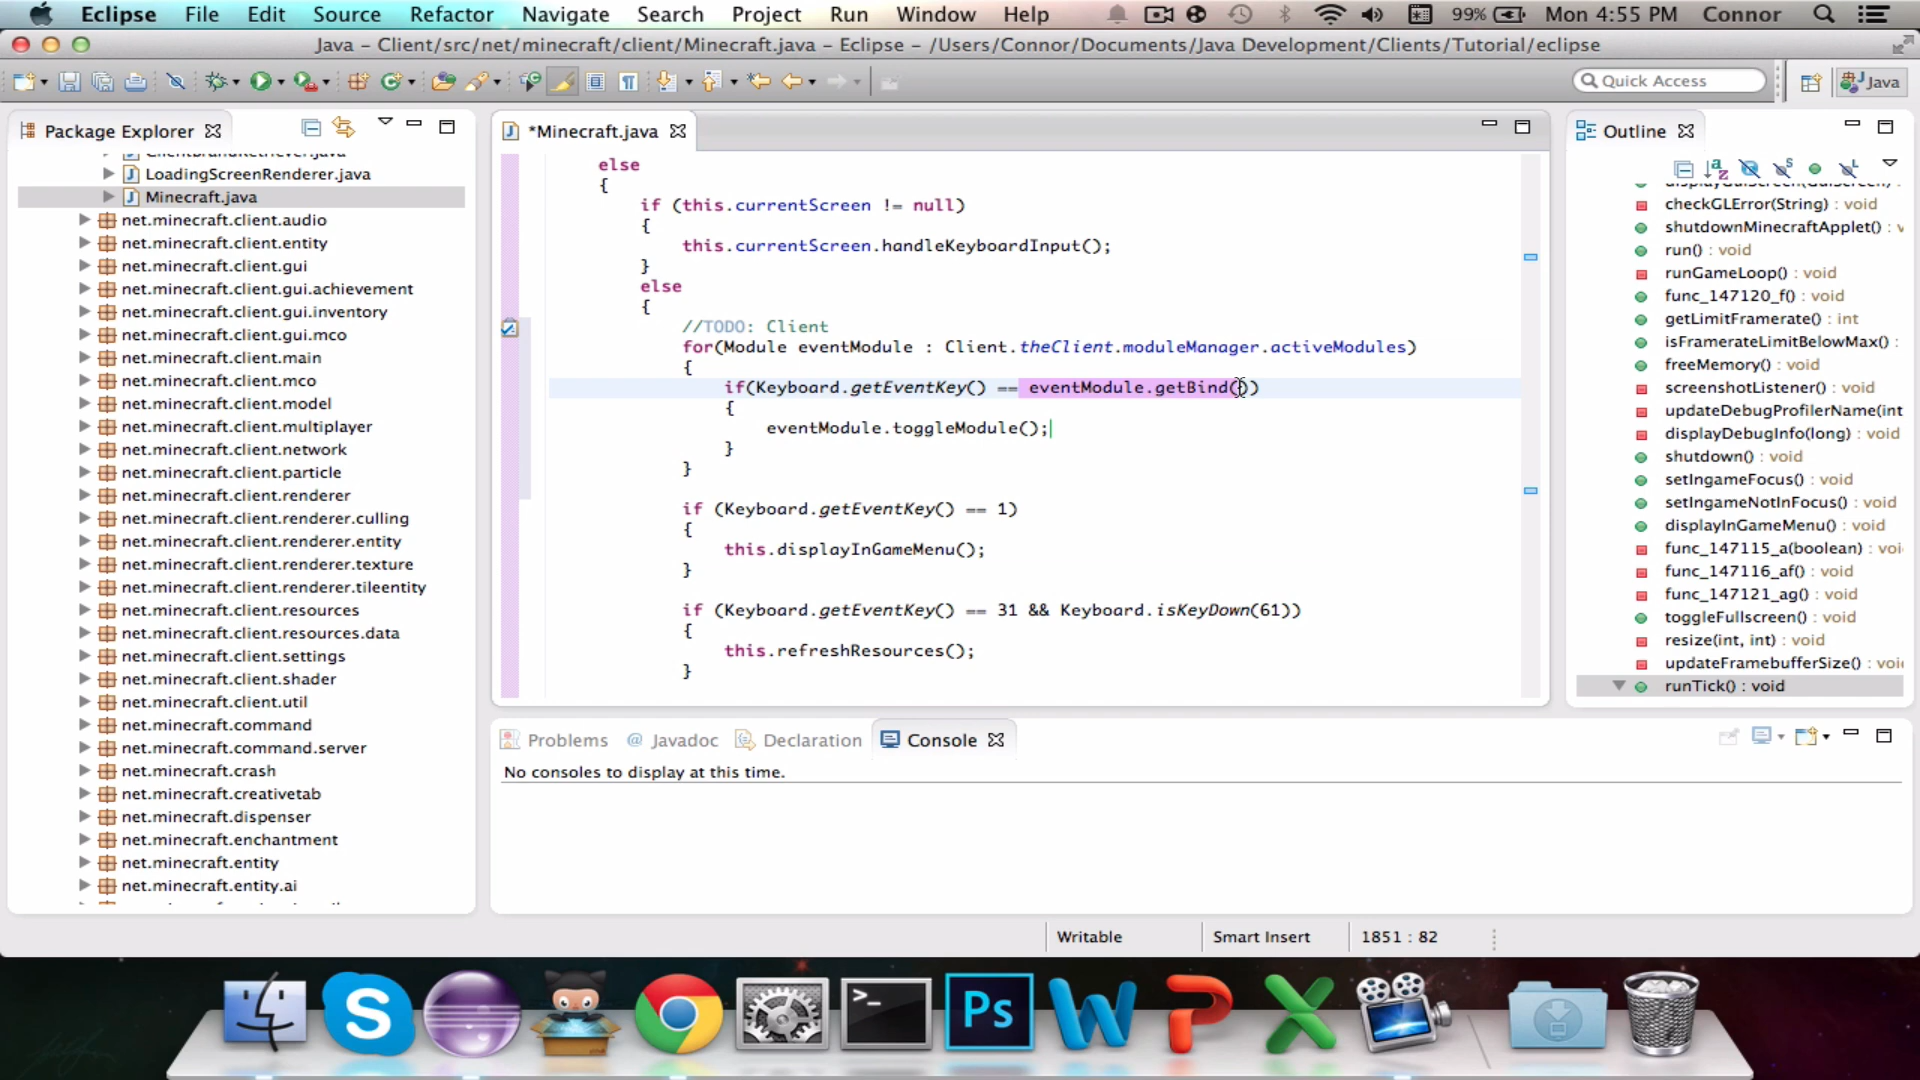 Eclipse File Edit Source Refactor Navigate Search Project Run Window Help 99% Mon 4:55 PM Connor
Java – Client/src/net/minecraft/client/Minecraft.java – Eclipse – /Users/Connor/Documents/Java Development/Clients/Tutorial/eclipse
Quick Access
Java
Package Explorer
ClientBrandRetriever.java
LoadingScreenRenderer.java
Minecraft.java
net.minecraft.client.audio
net.minecraft.client.entity
net.minecraft.client.gui
net.minecraft.client.gui.achievement
net.minecraft.client.gui.inventory
net.minecraft.client.gui.mco
net.minecraft.client.main
net.minecraft.client.mco
net.minecraft.client.model
net.minecraft.client.multiplayer
net.minecraft.client.network
net.minecraft.client.particle
net.minecraft.client.renderer
net.minecraft.client.renderer.culling
net.minecraft.client.renderer.entity
net.minecraft.client.renderer.texture
net.minecraft.client.renderer.tileentity
net.minecraft.client.resources
net.minecraft.client.resources.data
net.minecraft.client.settings
net.minecraft.client.shader
net.minecraft.client.util
net.minecraft.command
net.minecraft.command.server
net.minecraft.crash
net.minecraft.creativetab
net.minecraft.dispenser
net.minecraft.enchantment
net.minecraft.entity
net.minecraft.entity.ai
*Minecraft.java
else
{
if (this.currentScreen != null)
{
this.currentScreen.handleKeyboardInput();
}
else
{
//TODO: Client
for(Module eventModule : Client.theClient.moduleManager.activeModules)
{
if(Keyboard.getEventKey() == eventModule.getBind())
{
eventModule.toggleModule();
}
}
if (Keyboard.getEventKey() == 1)
{
this.displayInGameMenu();
}
if (Keyboard.getEventKey() == 31 && Keyboard.isKeyDown(61))
{
this.refreshResources();
}
Outline
displayGuiScreen(GuiScreen) :
checkGLError(String) : void
shutdownMinecraftApplet() : v
run() : void
runGameLoop() : void
func_147120_f() : void
getLimitFramerate() : int
isFramerateLimitBelowMax() :
freeMemory() : void
screenshotListener() : void
updateDebugProfilerName(int
displayDebugInfo(long) : void
shutdown() : void
setIngameFocus() : void
setIngameNotInFocus() : void
displayInGameMenu() : void
func_147115_a(boolean) : voi
func_147116_af() : void
func_147121_ag() : void
toggleFullscreen() : void
resize(int, int) : void
updateFramebufferSize() : voi
runTick() : void
Problems @ Javadoc Declaration Console
No consoles to display at this time.
Writable Smart Insert 1851 : 82
Ps